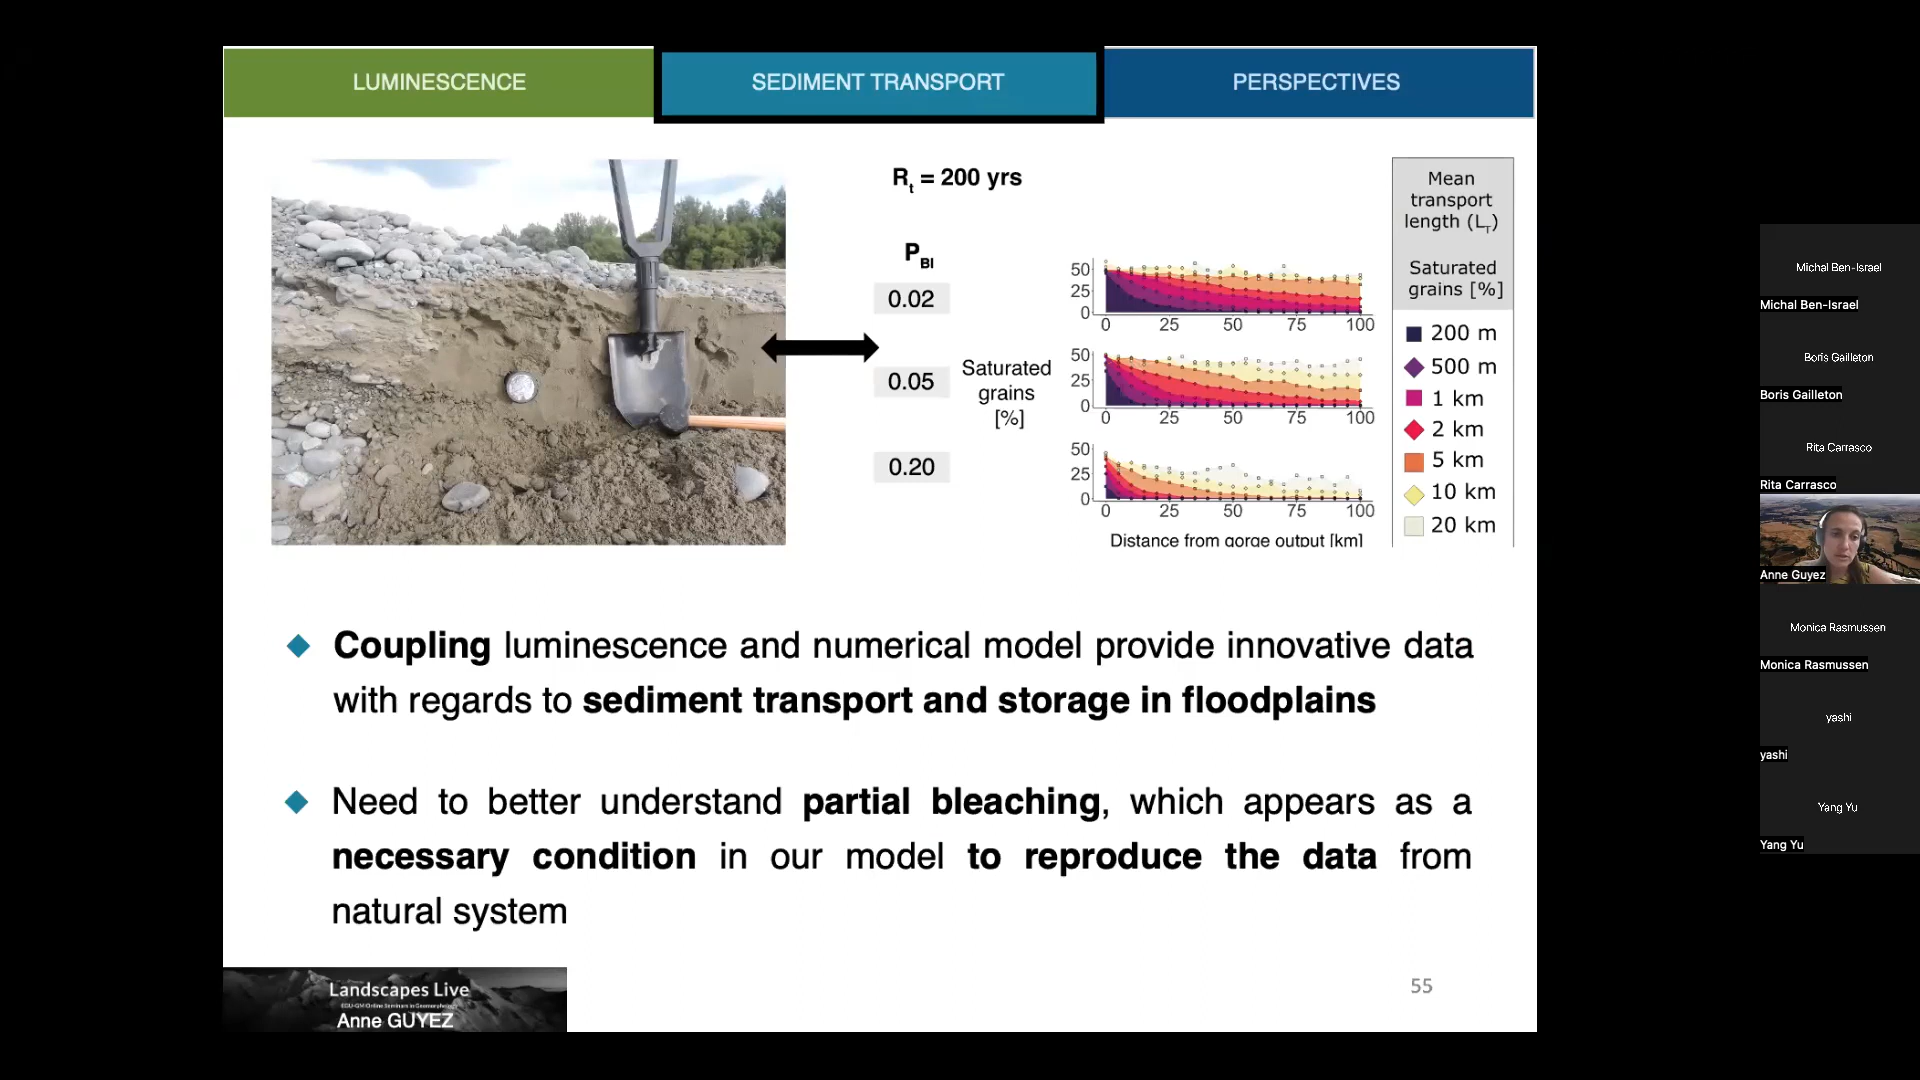 LUMINESCENCE
SEDIMENT TRANSPORT
PERSPECTIVES
Rt = 200 yrs
PBl
0.02
0.05
0.20
Saturated
grains
[%]
50
25
0
0 25 50 75 100
50
25
0
0 25 50 75 100
50
25
0
0 25 50 75 100
Distance from gorge output [km]
Mean
transport
length (LT)
Saturated
grains [%]
200 m
500 m
1 km
2 km
5 km
10 km
20 km
Coupling luminescence and numerical model provide innovative data
with regards to sediment transport and storage in floodplains
Need to better understand partial bleaching, which appears as a
necessary condition in our model to reproduce the data from
natural system
Landscapes Live
EGU-GM Online Seminars in Geomorphology
Anne GUYEZ
55
Michal Ben-Israel
Michal Ben-Israel
Boris Gailleton
Boris Gailleton
Rita Carrasco
Rita Carrasco
Anne Guyez
Monica Rasmussen
Monica Rasmussen
yashi
yashi
Yang Yu
Yang Yu